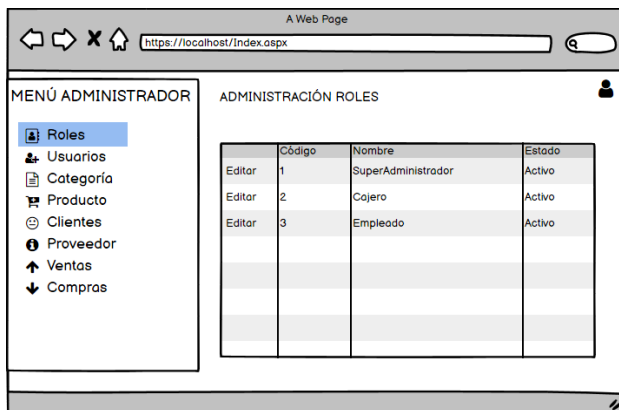 A Web Page
https://localhost/Index.aspx
MENÚ ADMINISTRADOR
Roles
Usuarios
Categoría
Producto
Clientes
Proveedor
Ventas
Compras
ADMINISTRACIÓN ROLES
Código Nombre Estado
Editar 1 SuperAdministrador Activo
Editar 2 Cajero Activo
Editar 3 Empleado Activo